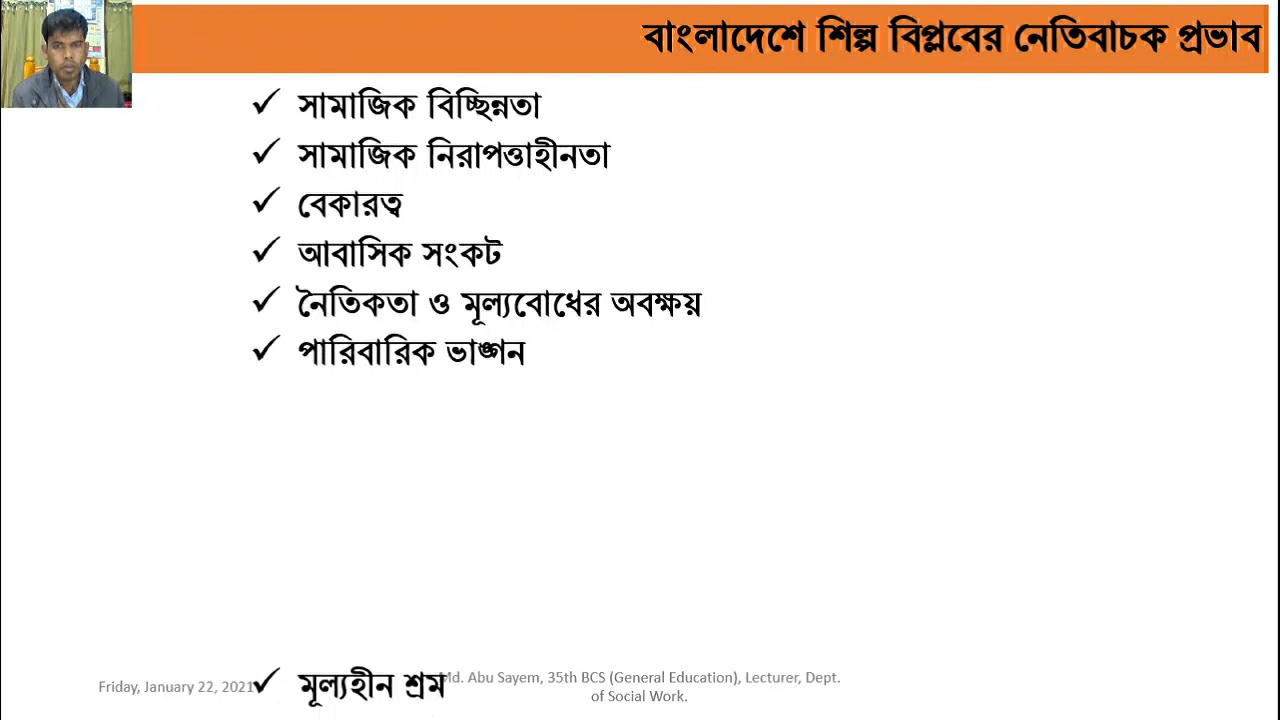 বাংলাদেশে শিল্প বিপ্লবের নেতিবাচক প্রভাব
✓ সামাজিক বিচ্ছিন্নতা
✓ সামাজিক নিরাপত্তাহীনতা
✓ বেকারত্ব
✓ আবাসিক সংকট
✓ নৈতিকতা ও মূল্যবোধের অবক্ষয়
✓ পারিবারিক ভাঙ্গন
✓ মূল্যহীন শ্রম
Friday, January 22, 2021
Md. Abu Sayem, 35th BCS (General Education), Lecturer, Dept.
of Social Work.